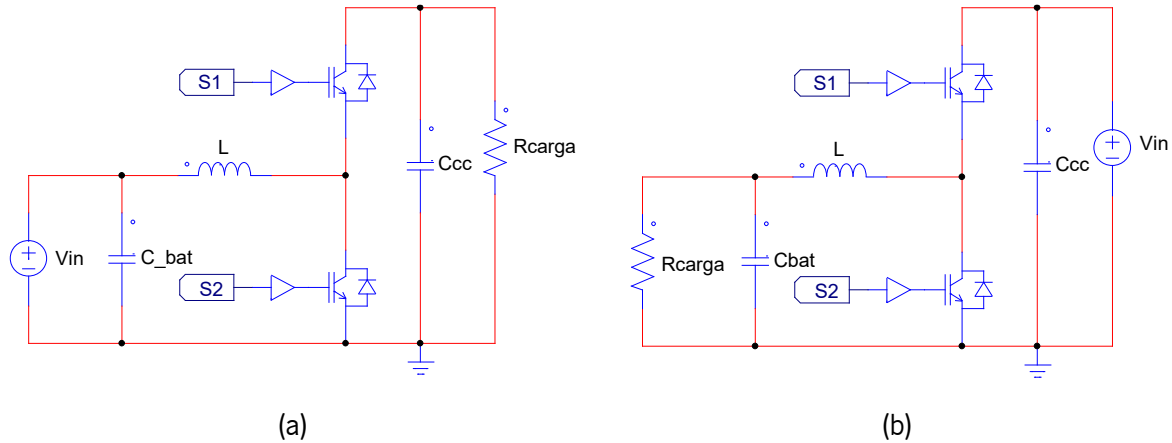 S1
L
Ccc
Rcarga
Vin
C_bat
S2
(a)
S1
L
Ccc
Vin
Rcarga
Cbat
S2
(b)